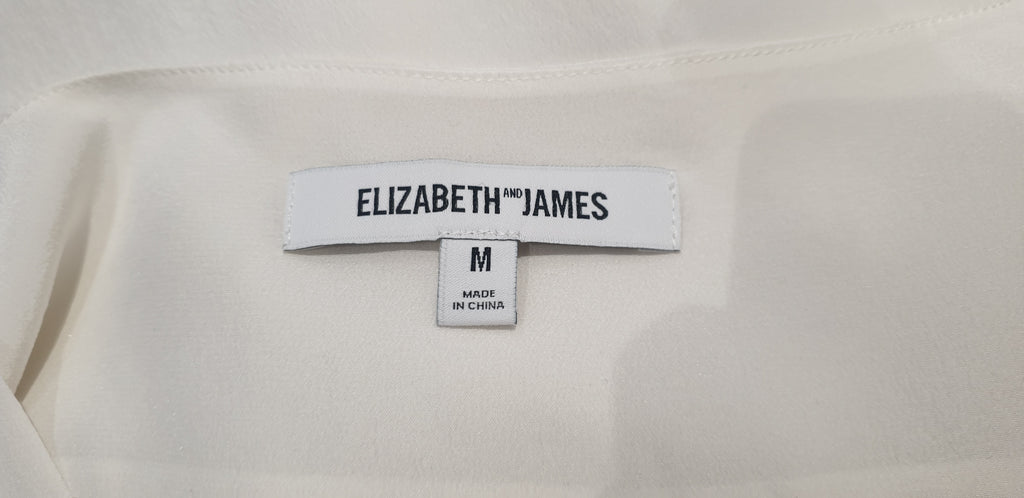 ELIZABETH AND JAMES
M
MADE
IN CHINA